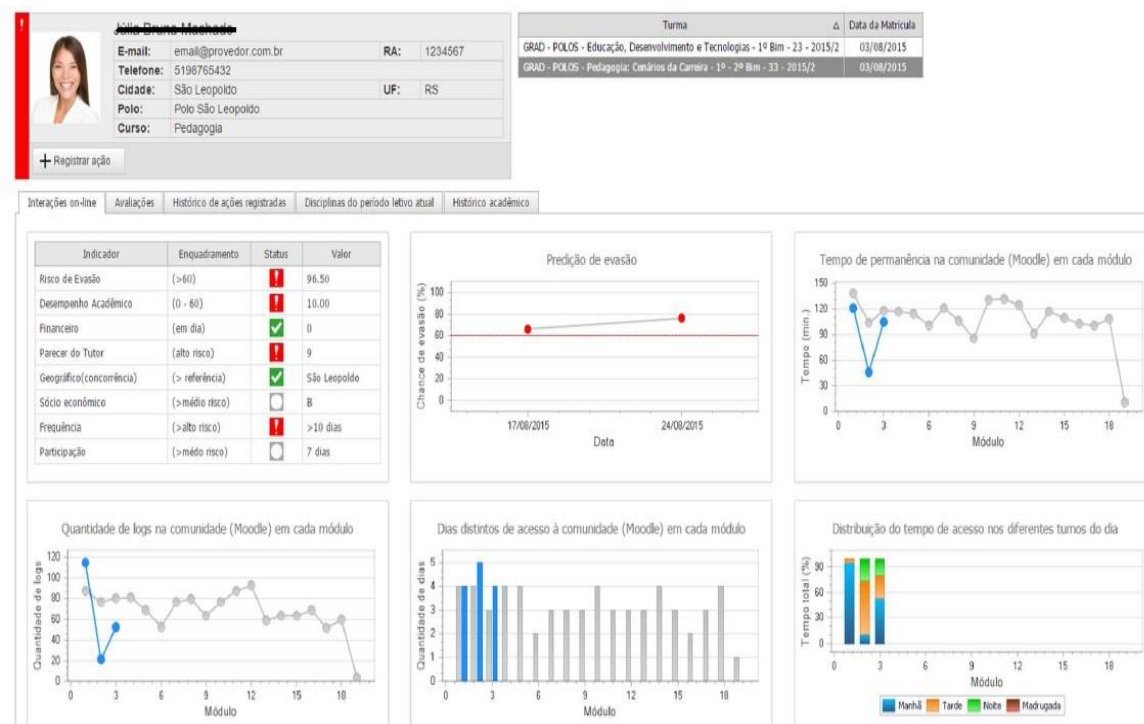 Júlia Bruna Machado
E-mail: email@provedor.com.br RA: 1234567
Telefone: 5198765432
Cidade: São Leopoldo UF: RS
Polo: Polo São Leopoldo
Curso: Pedagogia
+ Registrar ação
Turma Data da Matrícula
GRAD - POLOS - Educação, Desenvolvimento e Tecnologias - 1º Bim - 23 - 2015/2 03/08/2015
GRAD - POLOS - Pedagogia: Cenários da Carreira - 1º - 2º Bim - 33 - 2015/2 03/08/2015
Interações on-line Avaliações Histórico de ações registradas Disciplinas do período letivo atual Histórico acadêmico
Indicador Enquadramento Status Valor
Risco de Evasão (>60) 96.50
Desempenho Acadêmico (0 - 60) 10.00
Financeiro (em dia) 0
Parecer do Tutor (alto risco) 9
Geográfico(concorrência) (> referência) São Leopoldo
Sócio econômico (>médio risco) B
Frequência (>alto risco) >10 dias
Participação (>médo risco) 7 dias
Predição de evasão
Chance de evasão (%)
100
80
60
40
20
0
17/08/2015 24/08/2015
Data
Tempo de permanência na comunidade (Moodle) em cada módulo
Tempo (min.)
150
120
90
60
30
0
0 3 6 9 12 15 18
Módulo
Quantidade de logs na comunidade (Moodle) em cada módulo
Quantidade de logs
120
100
80
60
40
20
0
0 3 6 9 12 15 18
Módulo
Dias distintos de acesso à comunidade (Moodle) em cada módulo
Quantidade de dias
5
4
3
2
1
0
0 3 6 9 12 15 18
Módulo
Distribuição do tempo de acesso nos diferentes turnos do dia
Tempo total (%)
90
60
30
0
0 3 6 9 12 15 18
Módulo
Manhã Tarde Noite Madrugada